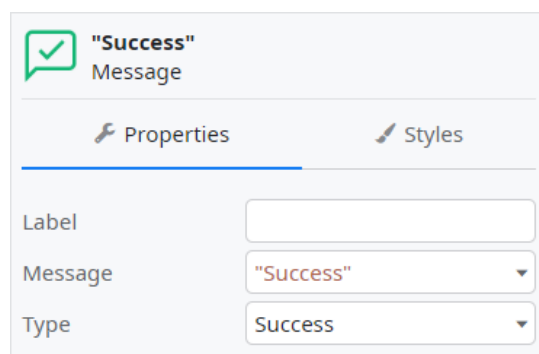 "Success"
Message
Properties Styles
Label
Message "Success"
Type Success